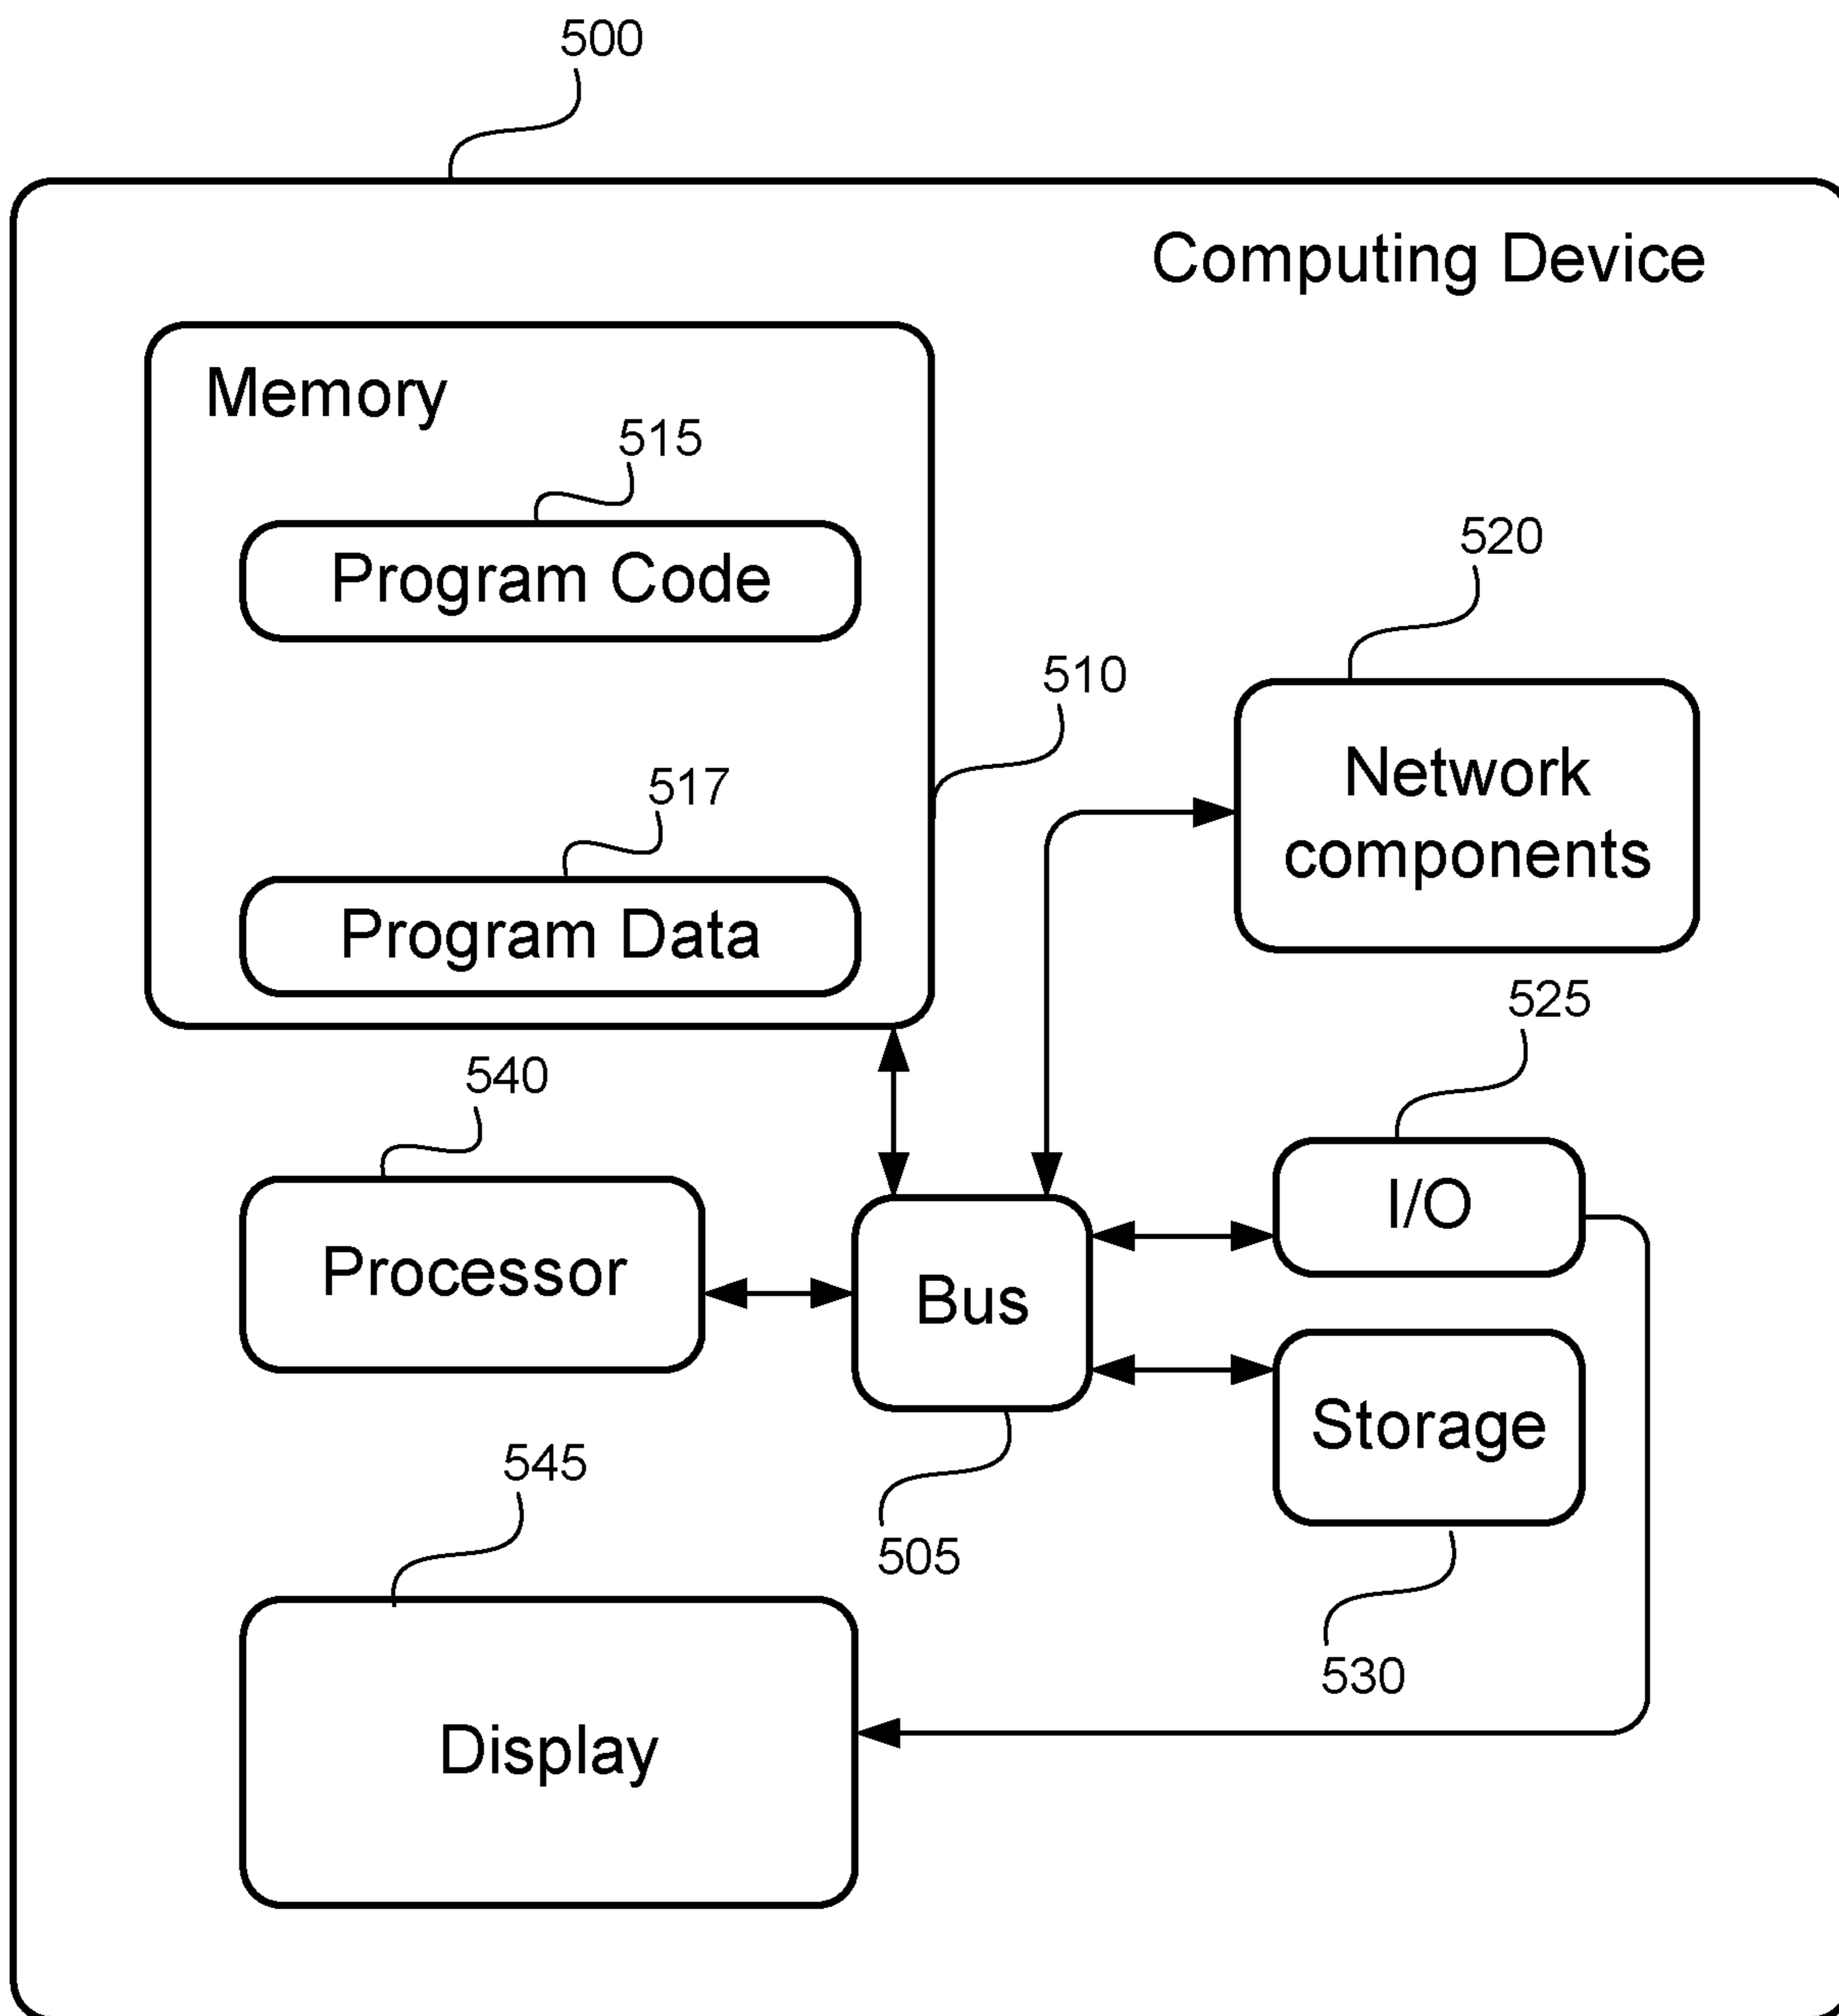 500
Computing Device
Memory
515
Program Code
520
510
Network
components
517
Program Data
525
540
I/O
Processor
Bus
Storage
545
505
530
Display